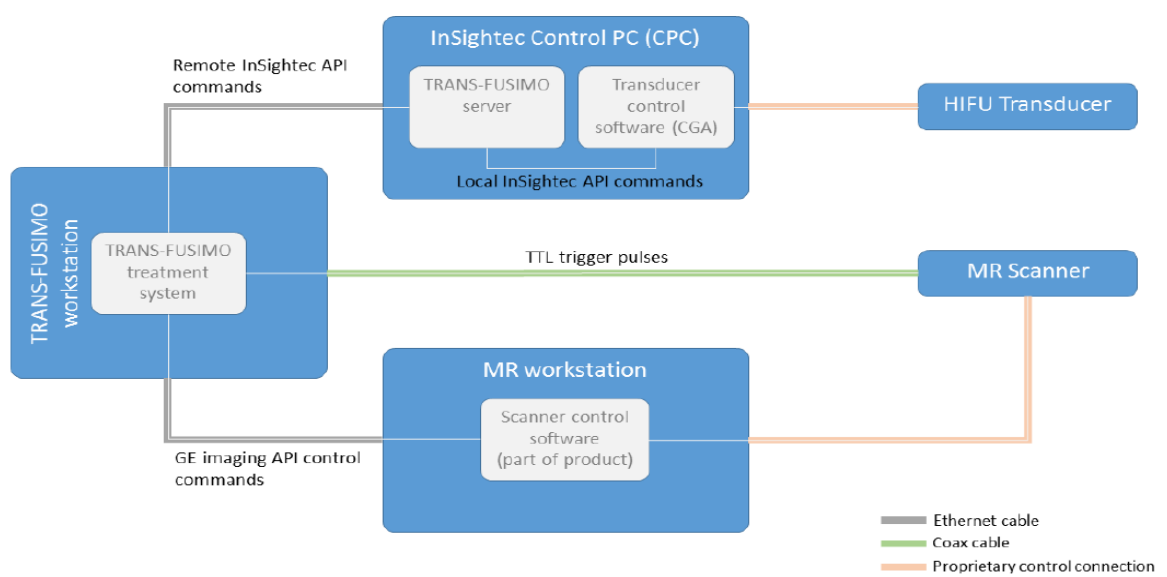 InSightec Control PC (CPC)
Remote InSightec API
commands
TRANS-FUSIMO
server
Transducer
control
software (CGA)
HIFU Transducer
Local InSightec API commands
TRANS-FUSIMO
workstation
TRANS-FUSIMO
treatment
system
TTL trigger pulses
MR Scanner
MR workstation
Scanner control
software
(part of product)
GE imaging API control
commands
Ethernet cable
Coax cable
Proprietary control connection